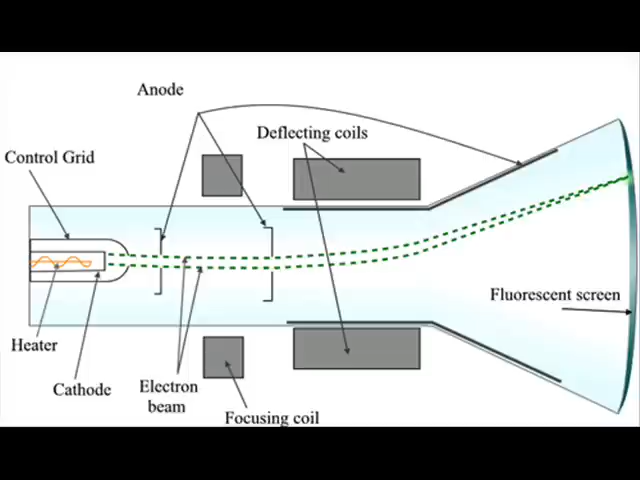 Anode
Deflecting coils
Control Grid
Fluorescent screen
Heater
Cathode
Electron
beam
Focusing coil